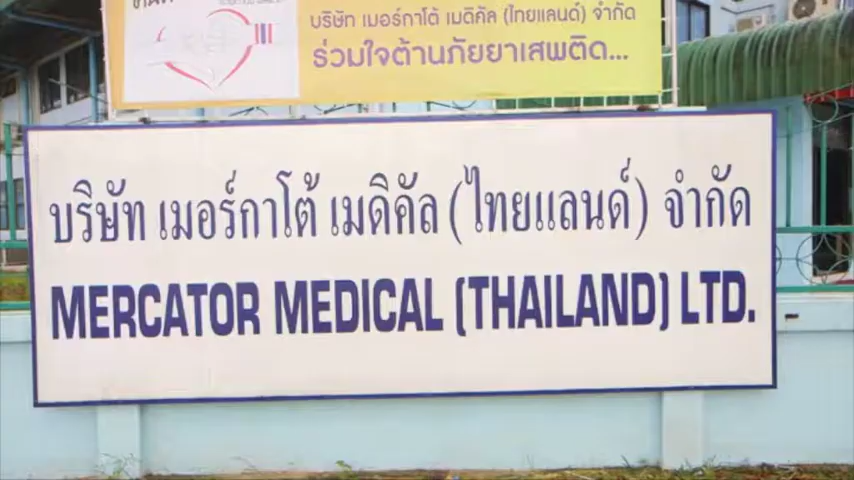 บริษัท เมอร์กาโต้ เมดิคัล (ไทยแลนด์) จำกัด
ร่วมใจต้านภัยยาเสพติด...
บริษัท เมอร์กาโต้ เมดิคัล (ไทยแลนด์) จำกัด
MERCATOR MEDICAL (THAILAND) LTD.